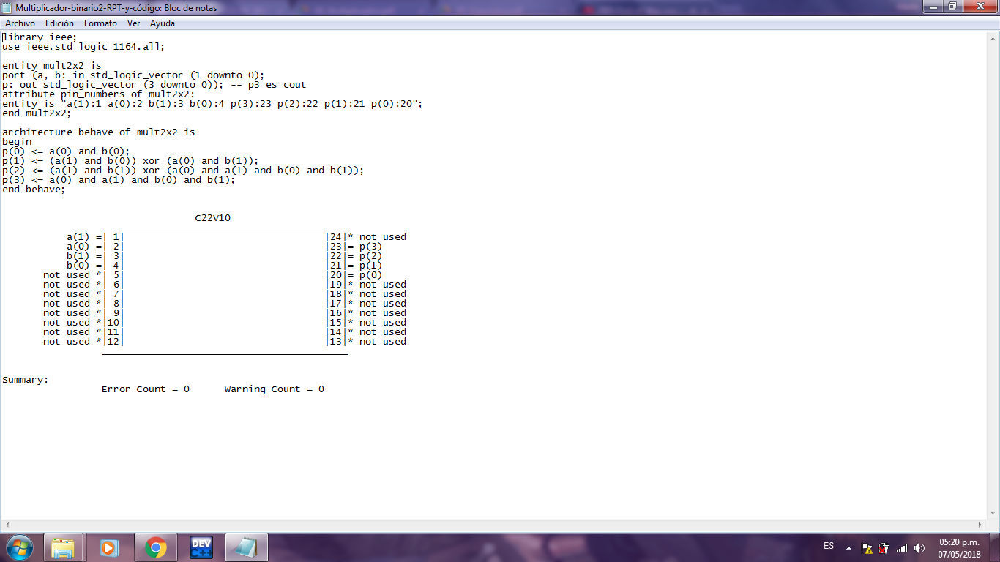 Multiplicador-binario2-RPT-y-código: Bloc de notas
Archivo Edición Formato Ver Ayuda
library ieee;
use ieee.std_logic_1164.all;
entity mult2x2 is
port (a, b: in std_logic_vector (1 downto 0);
p: out std_logic_vector (3 downto 0)); -- p3 es cout
attribute pin_numbers of mult2x2:
entity is "a(1):1 a(0):2 b(1):3 b(0):4 p(3):23 p(2):22 p(1):21 p(0):20";
end mult2x2;
architecture behave of mult2x2 is
begin
p(0) <= a(0) and b(0);
p(1) <= (a(1) and b(0)) xor (a(0) and b(1));
p(2) <= (a(1) and b(1)) xor (a(0) and a(1) and b(0) and b(1));
p(3) <= a(0) and a(1) and b(0) and b(1);
end behave;
C22V10
a(1) =| 1| |24|* not used
a(0) =| 2| |23|= p(3)
b(1) =| 3| |22|= p(2)
b(0) =| 4| |21|= p(1)
not used *| 5| |20|= p(0)
not used *| 6| |19|* not used
not used *| 7| |18|* not used
not used *| 8| |17|* not used
not used *| 9| |16|* not used
not used *|10| |15|* not used
not used *|11| |14|* not used
not used *|12| |13|* not used
Summary:
Error Count = 0 Warning Count = 0
DEV
C++
ES
05:20 p.m.
07/05/2018